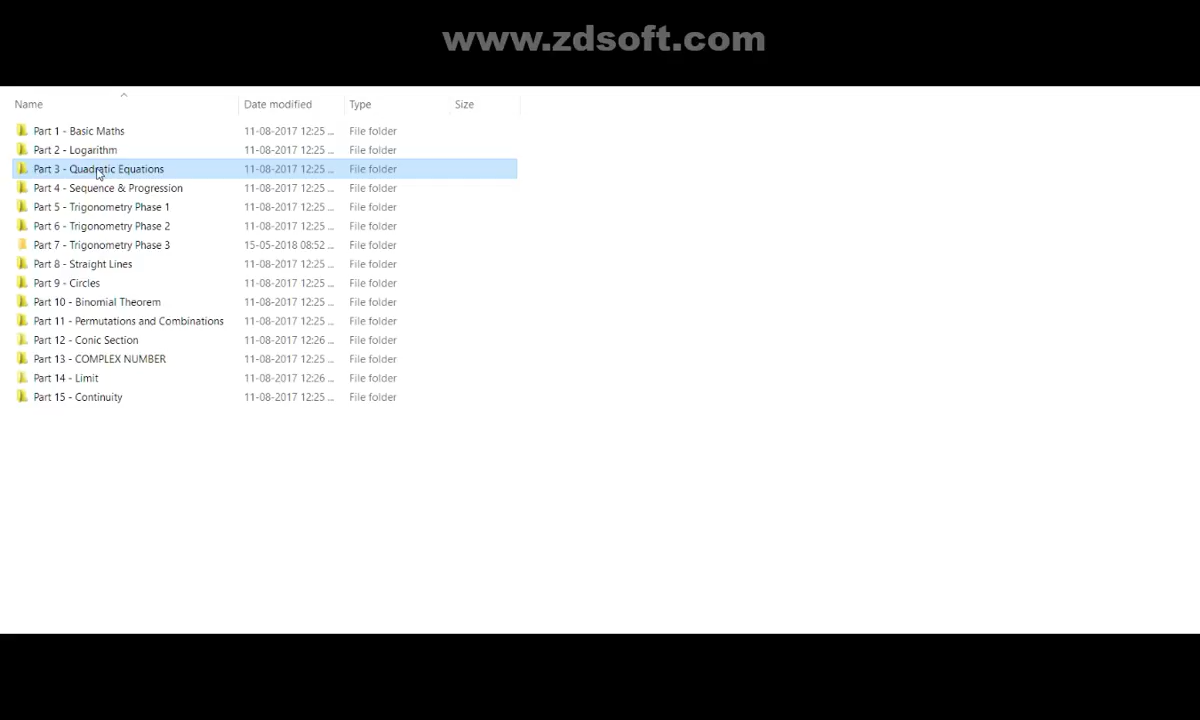 www.zdsoft.com
Name Date modified Type Size
Part 1 - Basic Maths 11-08-2017 12:25 ... File folder
Part 2 - Logarithm 11-08-2017 12:25 ... File folder
Part 3 - Quadratic Equations 11-08-2017 12:25 ... File folder
Part 4 - Sequence & Progression 11-08-2017 12:25 ... File folder
Part 5 - Trigonometry Phase 1 11-08-2017 12:25 ... File folder
Part 6 - Trigonometry Phase 2 11-08-2017 12:25 ... File folder
Part 7 - Trigonometry Phase 3 15-05-2018 08:52 ... File folder
Part 8 - Straight Lines 11-08-2017 12:25 ... File folder
Part 9 - Circles 11-08-2017 12:25 ... File folder
Part 10 - Binomial Theorem 11-08-2017 12:25 ... File folder
Part 11 - Permutations and Combinations 11-08-2017 12:25 ... File folder
Part 12 - Conic Section 11-08-2017 12:26 ... File folder
Part 13 - COMPLEX NUMBER 11-08-2017 12:25 ... File folder
Part 14 - Limit 11-08-2017 12:26 ... File folder
Part 15 - Continuity 11-08-2017 12:25 ... File folder